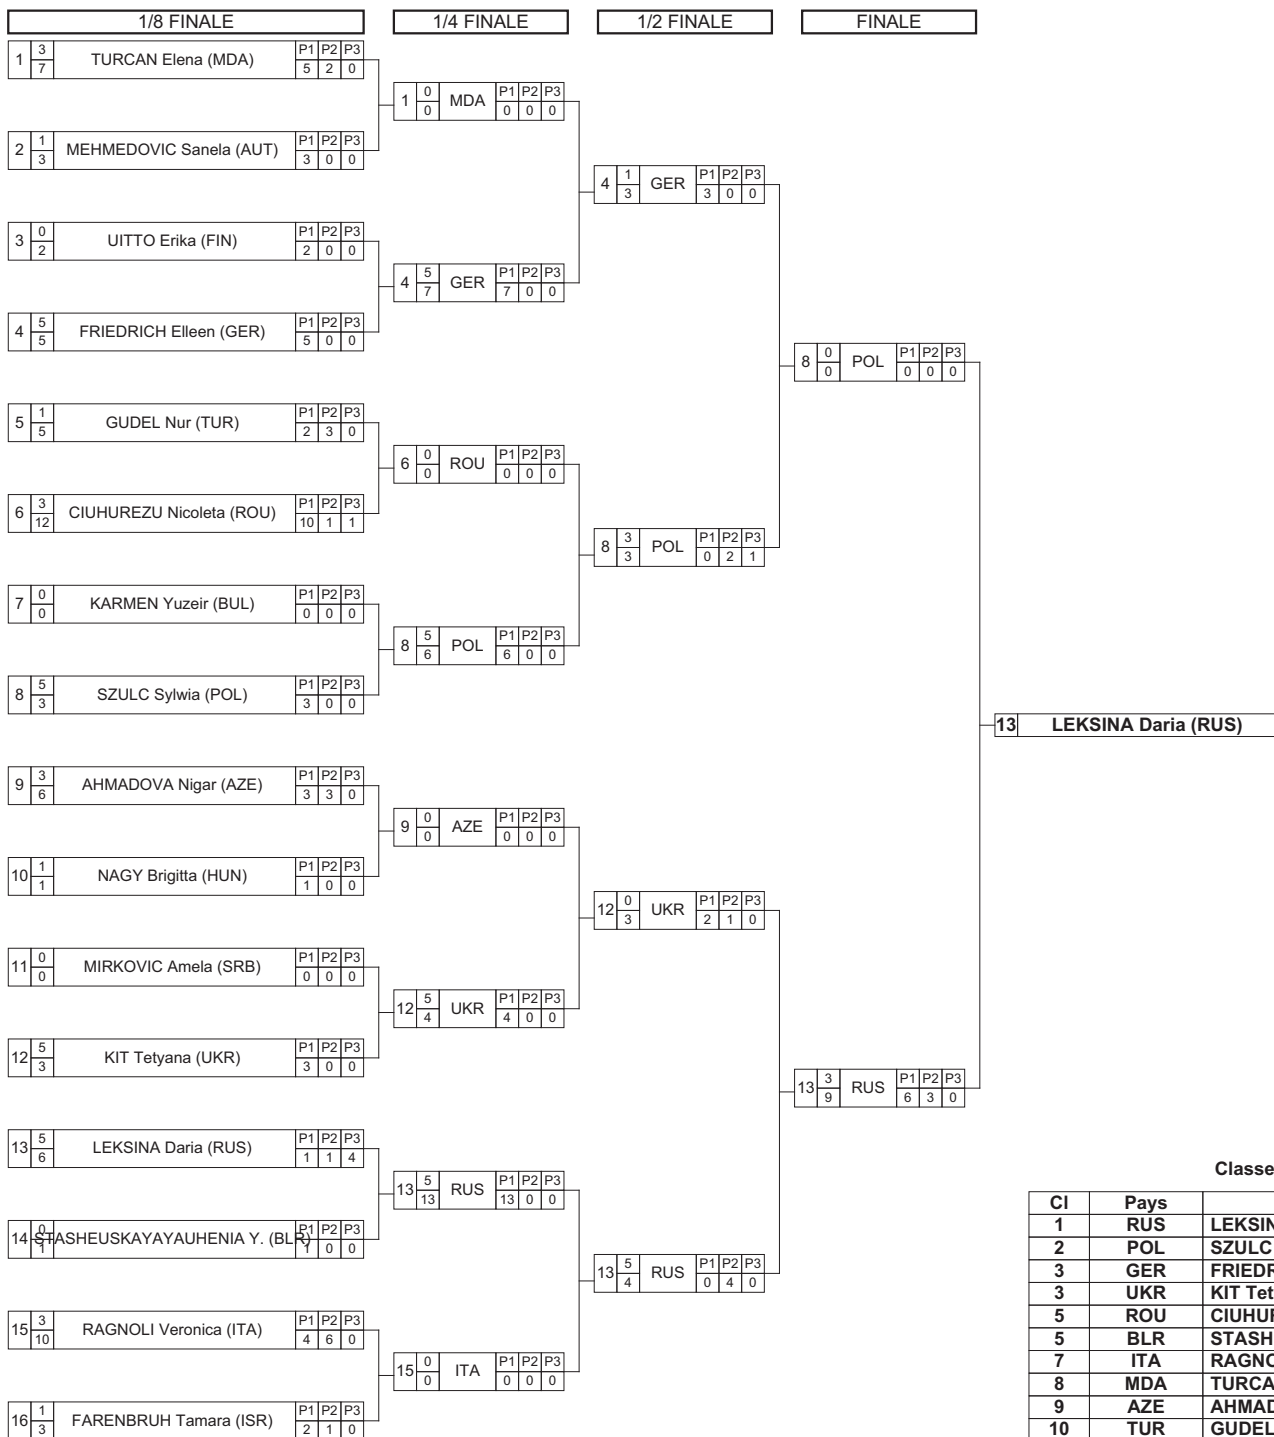 1/8 FINALE 1/4 FINALE 1/2 FINALE FINALE
1 3 7 TURCAN Elena (MDA) P1 P2 P3 5 2 0
1 0 0 MDA P1 P2 P3 0 0 0
2 1 3 MEHMEDOVIC Sanela (AUT) P1 P2 P3 3 0 0
4 1 3 GER P1 P2 P3 3 0 0
3 0 2 UITTO Erika (FIN) P1 P2 P3 2 0 0
4 5 7 GER P1 P2 P3 7 0 0
4 5 5 FRIEDRICH Elleen (GER) P1 P2 P3 5 0 0
8 0 0 POL P1 P2 P3 0 0 0
5 1 5 GUDEL Nur (TUR) P1 P2 P3 2 3 0
6 0 0 ROU P1 P2 P3 0 0 0
6 3 12 CIUHUREZU Nicoleta (ROU) P1 P2 P3 10 1 1
8 3 3 POL P1 P2 P3 0 2 1
7 0 0 KARMEN Yuzeir (BUL) P1 P2 P3 0 0 0
8 5 6 POL P1 P2 P3 6 0 0
8 5 3 SZULC Sylwia (POL) P1 P2 P3 3 0 0
13 LEKSINA Daria (RUS)
9 3 6 AHMADOVA Nigar (AZE) P1 P2 P3 3 3 0
9 0 0 AZE P1 P2 P3 0 0 0
10 1 1 NAGY Brigitta (HUN) P1 P2 P3 1 0 0
12 0 3 UKR P1 P2 P3 2 1 0
11 0 0 MIRKOVIC Amela (SRB) P1 P2 P3 0 0 0
12 5 4 UKR P1 P2 P3 4 0 0
12 5 3 KIT Tetyana (UKR) P1 P2 P3 3 0 0
13 3 9 RUS P1 P2 P3 6 3 0
13 5 6 LEKSINA Daria (RUS) P1 P2 P3 1 1 4
13 5 13 RUS P1 P2 P3 13 0 0
14 0 1 STASHEUSKAYAYAUHENIA Y. (BLR) P1 P2 P3 1 0 0
13 5 4 RUS P1 P2 P3 0 4 0
15 3 10 RAGNOLI Veronica (ITA) P1 P2 P3 4 6 0
15 0 0 ITA P1 P2 P3 0 0 0
16 1 3 FARENBRUH Tamara (ISR) P1 P2 P3 2 1 0
Classe
Cl Pays
1 RUS LEKSIN
2 POL SZULC
3 GER FRIEDR
3 UKR KIT Tet
5 ROU CIUHUR
5 BLR STASH
7 ITA RAGNO
8 MDA TURCA
9 AZE AHMAD
10 TUR GUDEL